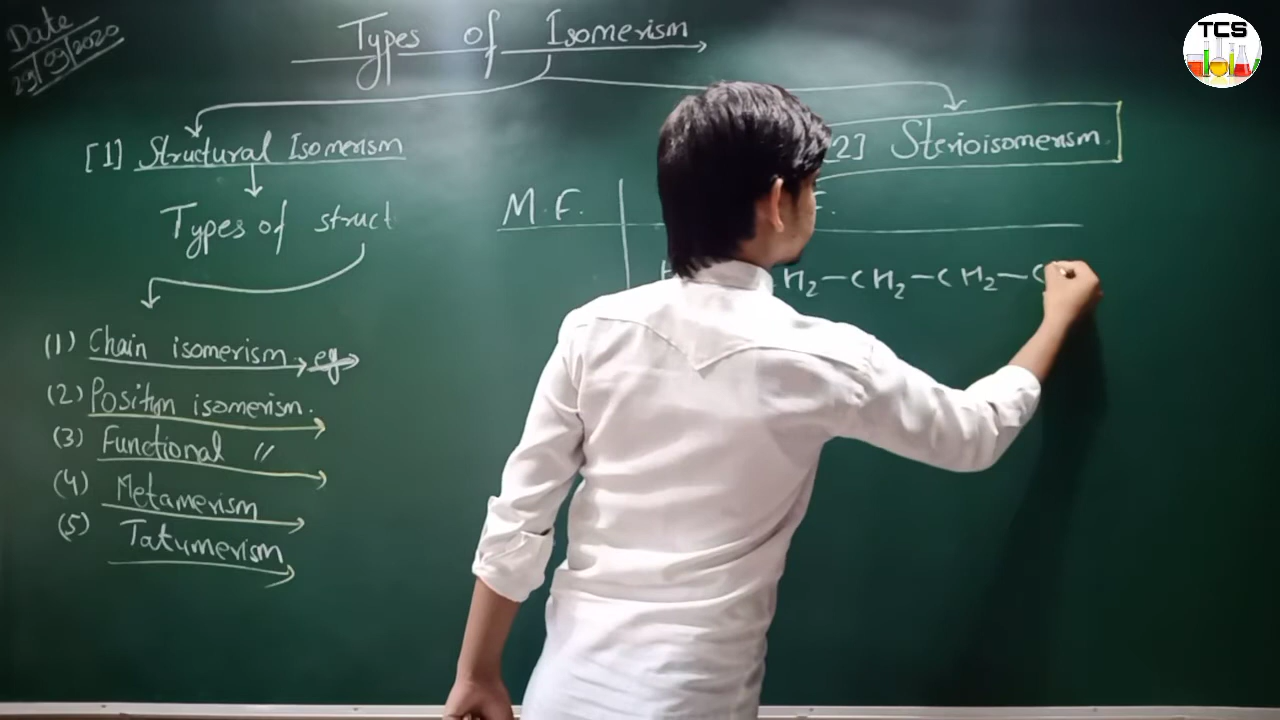 Date
29/03/2020
Types of Isomerism
TCS
[1] Structural Isomerism
2] Sterioisomerism
Types of struct
M.F.
F.
H2-CH2-CH2-C
(1) Chain isomerism eg
(2) Position isomerism.
(3) Functional "
(4) Metamerism
(5) Tatumerism